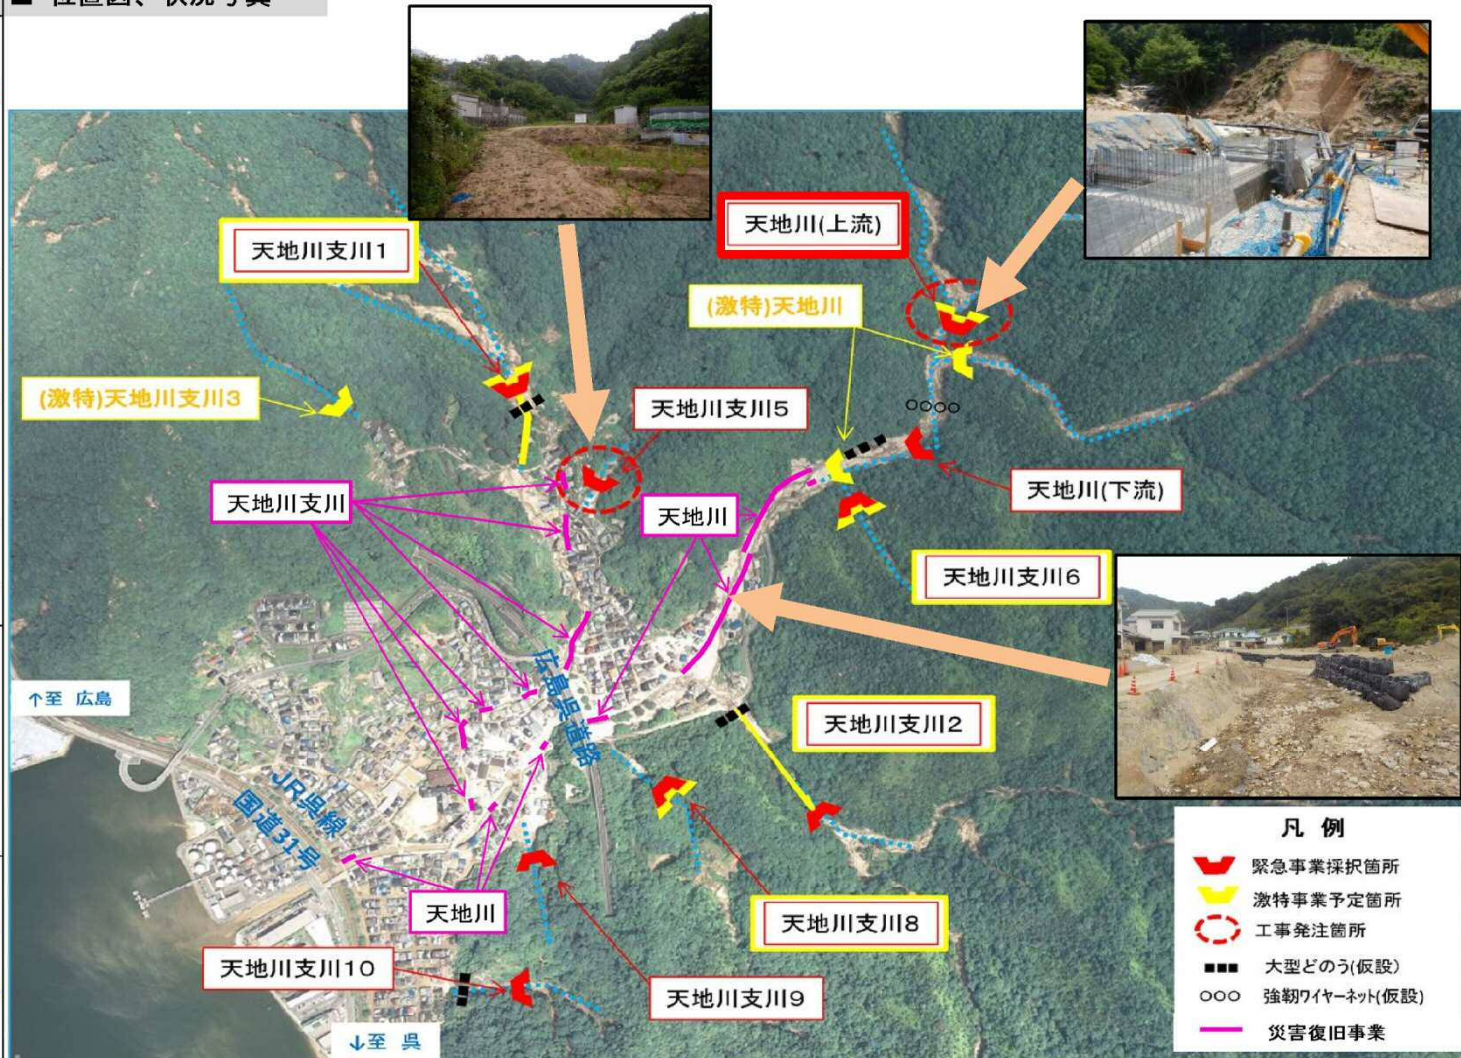 ■ 位置図、状況写真
天地川(上流)
天地川支川1
(激特)天地川
(激特)天地川支川3
天地川支川5
天地川支川
天地川
天地川(下流)
天地川支川6
広島呉道路
↑至 広島
天地川支川2
JR呉線
国道31号
天地川
天地川支川8
天地川支川10
天地川支川9
↓至 呉
凡 例
緊急事業採択箇所
激特事業予定箇所
工事発注箇所
大型どのう(仮設)
強靭ワイヤーネット(仮設)
災害復旧事業